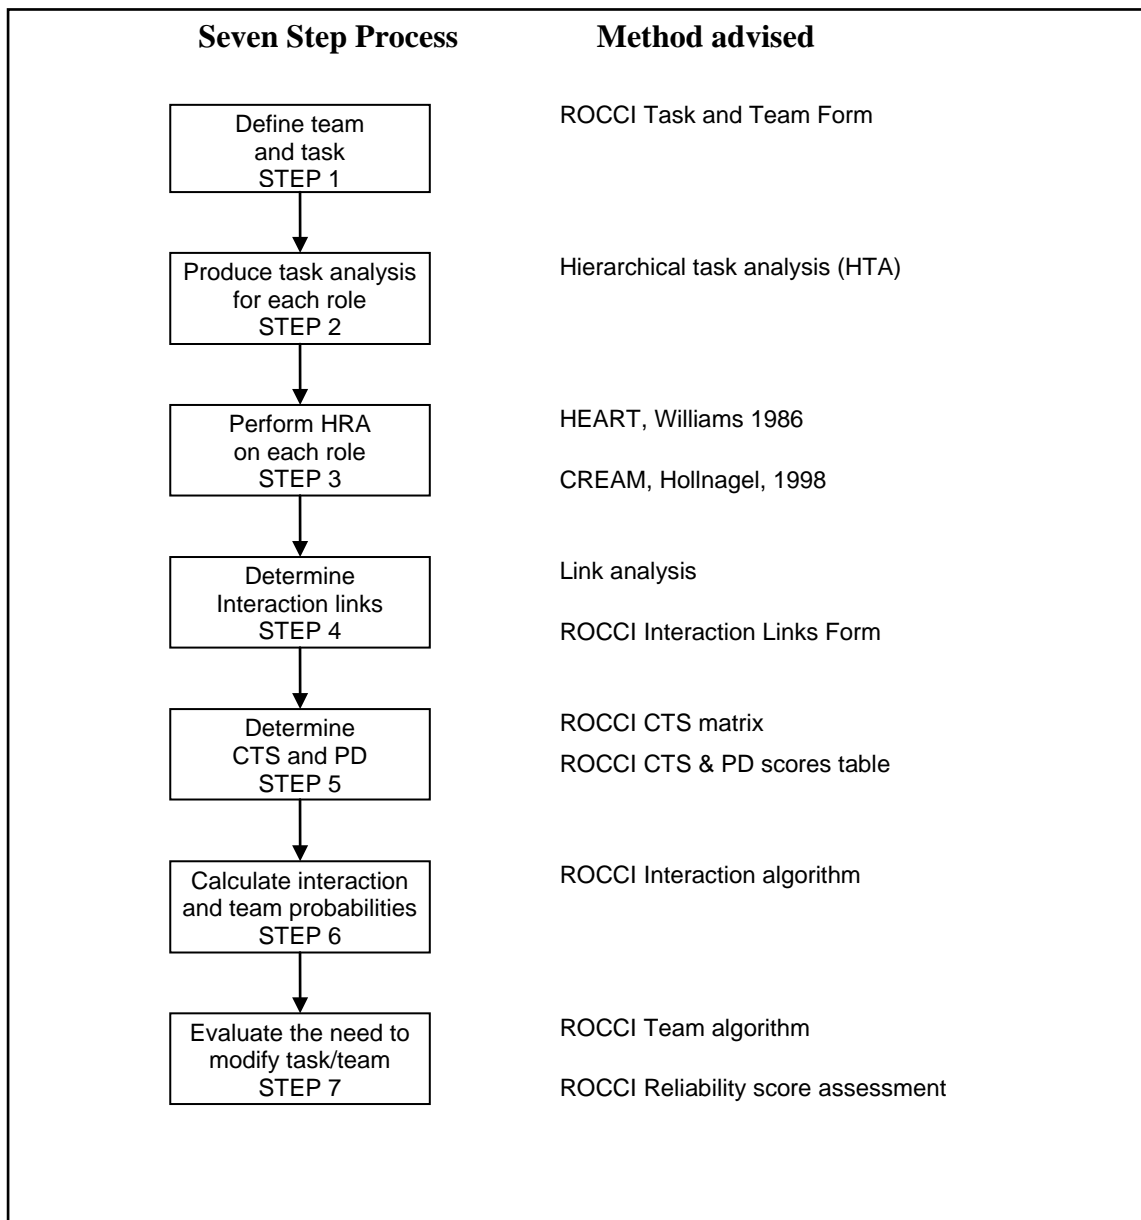 Seven Step Process Method advised
Define team
and task
STEP 1
ROCCI Task and Team Form
Produce task analysis
for each role
STEP 2
Hierarchical task analysis (HTA)
Perform HRA
on each role
STEP 3
HEART, Williams 1986
CREAM, Hollnagel, 1998
Determine
Interaction links
STEP 4
Link analysis
ROCCI Interaction Links Form
Determine
CTS and PD
STEP 5
ROCCI CTS matrix
ROCCI CTS & PD scores table
Calculate interaction
and team probabilities
STEP 6
ROCCI Interaction algorithm
Evaluate the need to
modify task/team
STEP 7
ROCCI Team algorithm
ROCCI Reliability score assessment